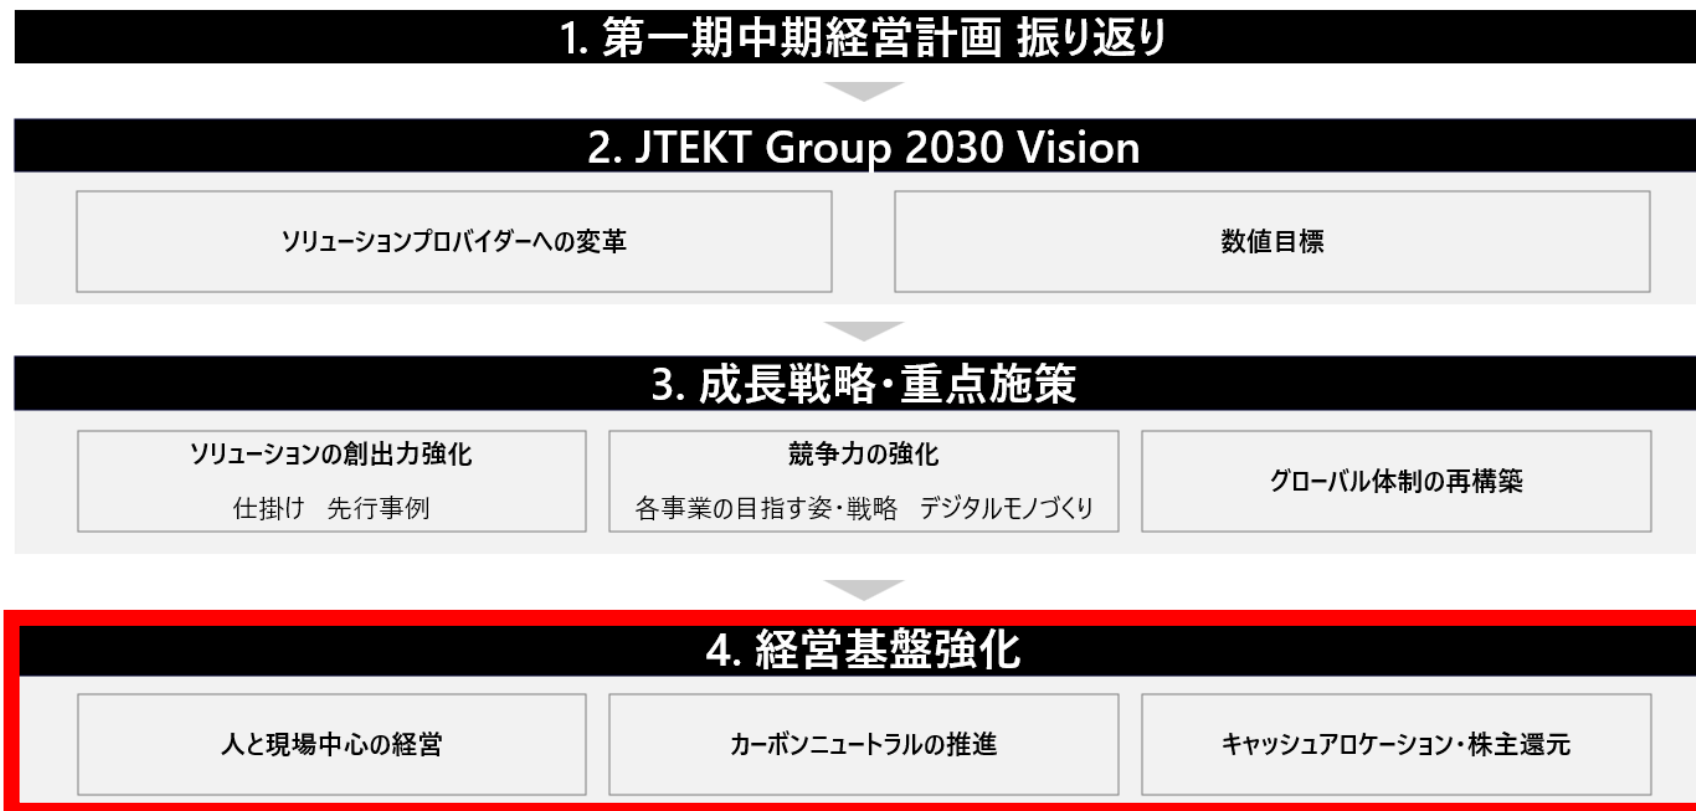 1. 第一期中期経営計画 振り返り
2. JTEKT Group 2030 Vision
ソリューションプロバイダーへの変革
数値目標
3. 成長戦略・重点施策
ソリューションの創出力強化
仕掛け 先行事例
競争力の強化
各事業の目指す姿・戦略 デジタルモノづくり
グローバル体制の再構築
4. 経営基盤強化
人と現場中心の経営
カーボンニュートラルの推進
キャッシュアロケーション・株主還元